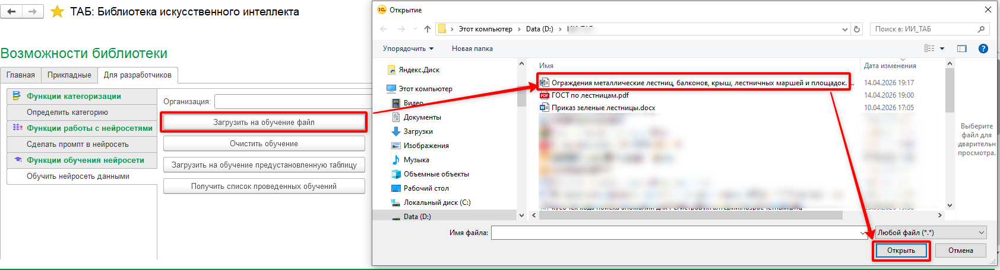 ТАБ: Библиотека искусственного интеллекта
Возможности библиотеки
Главная
Прикладные
Для разработчиков
Функции категоризации
Определить категорию
Функции работы с нейросетями
Сделать промпт в нейросеть
Функции обучения нейросети
Обучить нейросеть данными
Организация:
Загрузить на обучение файл
Очистить обучение
Загрузить на обучение предустановленную таблицу
Получить список проведенных обучений
Открытие
Этот компьютер
Data (D:)
Поиск в: ИИ_ТАБ
Упорядочить
Новая папка
Яндекс.Диск
Этот компьютер
Видео
Документы
Загрузки
Изображения
Музыка
Объемные объекты
Рабочий стол
Локальный диск (C:)
Data (D:)
Имя
Дата изменения
Ограждения металлические лестниц, балконов, крыш, лестничных маршей и площадок. ...
14.04.2026 19:17
ГОСТ по лестницам.pdf
14.04.2026 19:00
Приказ зеленые лестницы.docx
10.04.2026 17:05
Выберите
файл для
едварительн
просмотра.
Имя файла:
Любой файл (*.*)
Открыть
Отмена